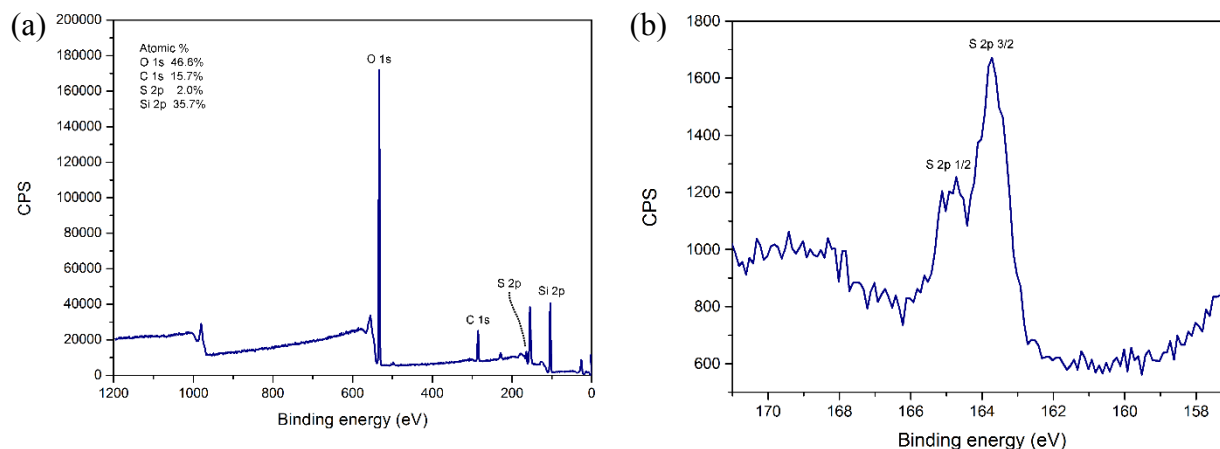 (a)
200000
180000
160000
140000
120000
100000
80000
60000
40000
20000
0
CPS
Atomic %
O 1s 46.6%
C 1s 15.7%
S 2p 2.0%
Si 2p 35.7%
O 1s
C 1s
S 2p
Si 2p
1200 1000 800 600 400 200 0
Binding energy (eV)
(b)
1800
1600
1400
1200
1000
800
600
CPS
S 2p 3/2
S 2p 1/2
170 168 166 164 162 160 158
Binding energy (eV)